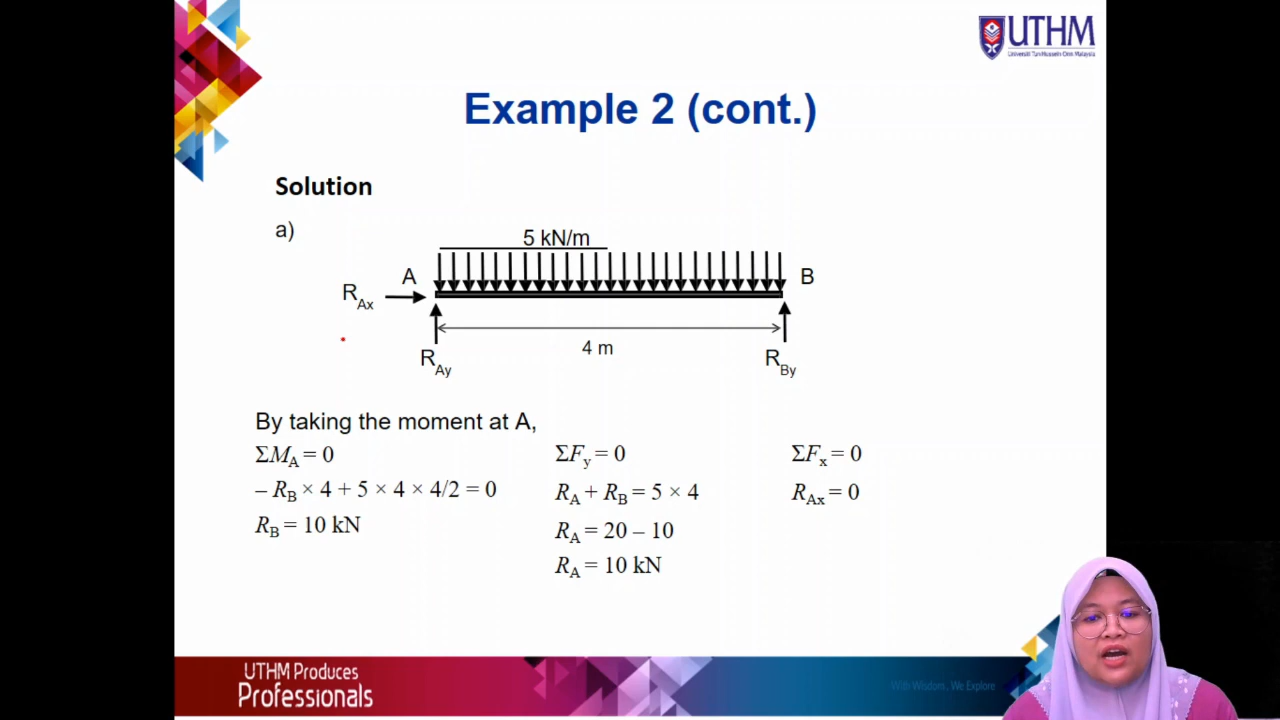 UTHM
Universiti Tun Hussein Onn Malaysia
Example 2 (cont.)
Solution
a)
5 kN/m
A
B
R_Ax
4 m
R_Ay
R_By
By taking the moment at A,
ΣM_A = 0
– R_B × 4 + 5 × 4 × 4/2 = 0
R_B = 10 kN
ΣF_y = 0
R_A + R_B = 5 × 4
R_A = 20 – 10
R_A = 10 kN
ΣF_x = 0
R_Ax = 0
UTHM Produces
Professionals
With Wisdom , We Explore